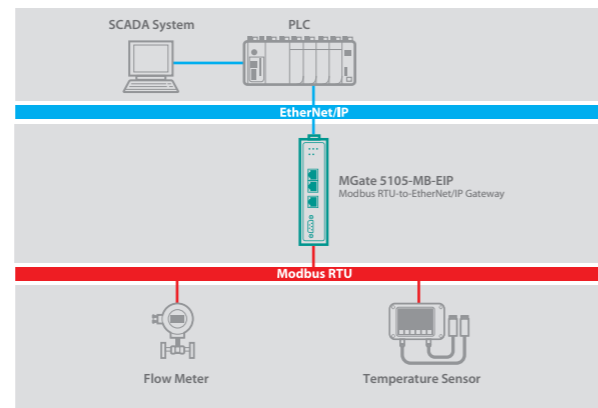 SCADA System
PLC
EtherNet/IP
MGate 5105-MB-EIP
Modbus RTU-to-EtherNet/IP Gateway
Modbus RTU
Flow Meter
Temperature Sensor